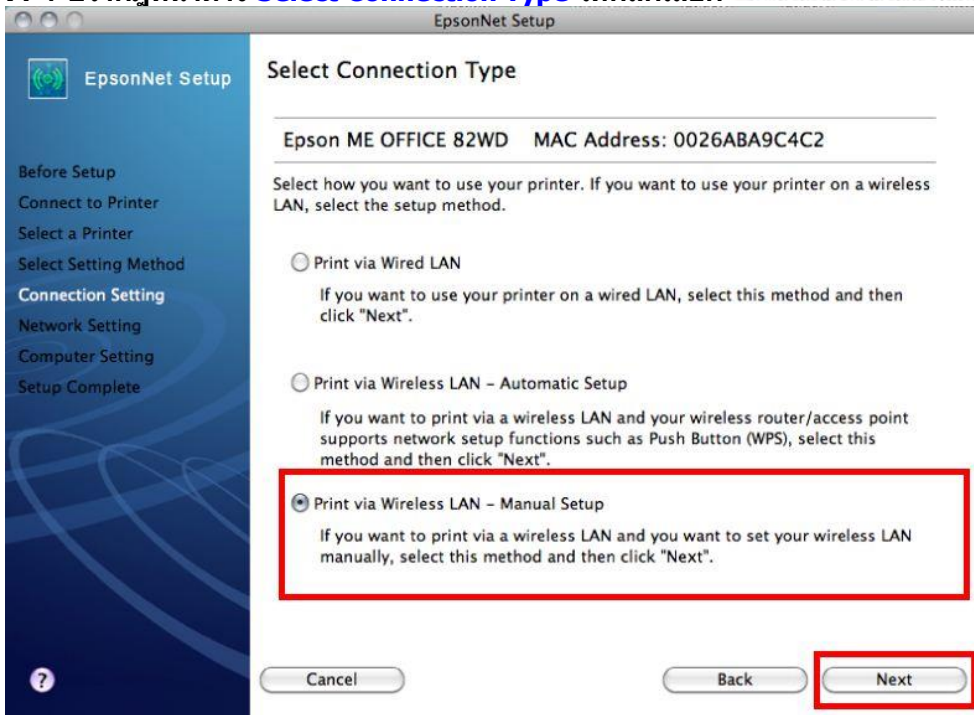 Select Connection Type
EpsonNet Setup
EpsonNet Setup
Select Connection Type
Epson ME OFFICE 82WD MAC Address: 0026ABA9C4C2
Before Setup
Connect to Printer
Select a Printer
Select Setting Method
Connection Setting
Network Setting
Computer Setting
Setup Complete
Select how you want to use your printer. If you want to use your printer on a wireless
LAN, select the setup method.
Print via Wired LAN
If you want to use your printer on a wired LAN, select this method and then
click "Next".
Print via Wireless LAN – Automatic Setup
If you want to print via a wireless LAN and your wireless router/access point
supports network setup functions such as Push Button (WPS), select this
method and then click "Next".
Print via Wireless LAN – Manual Setup
If you want to print via a wireless LAN and you want to set your wireless LAN
manually, select this method and then click "Next".
?
Cancel
Back
Next